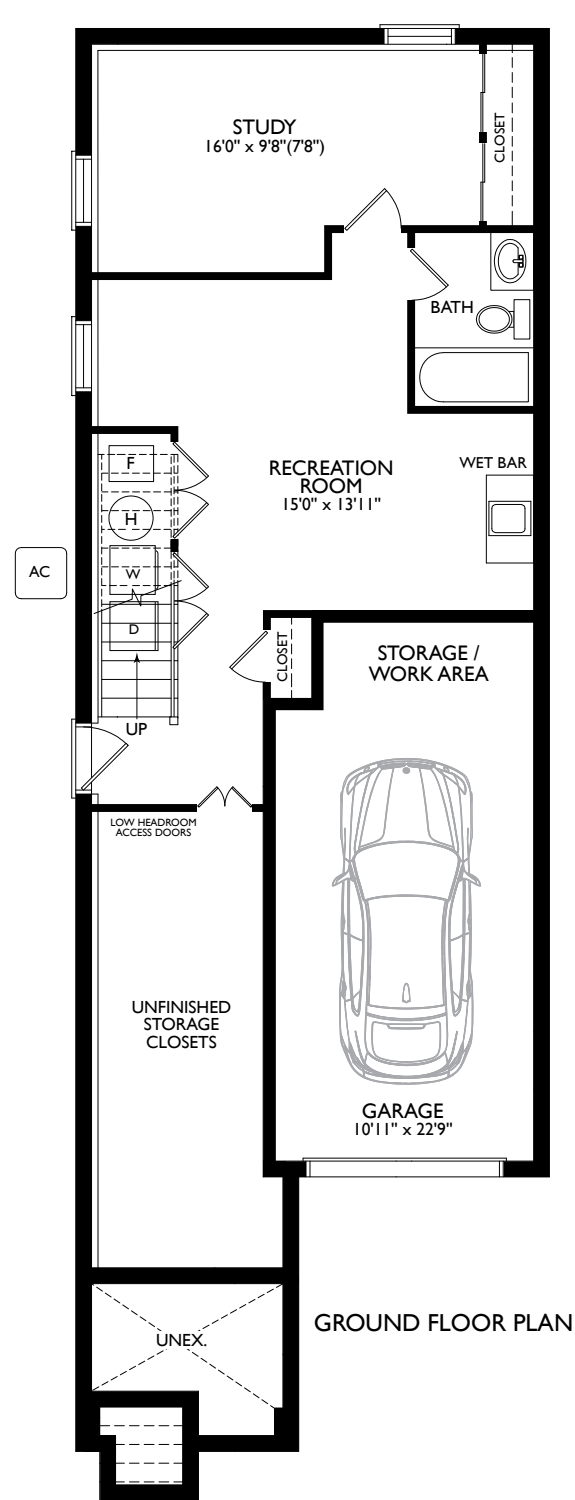 STUDY
16'0" x 9'8"(7'8")
CLOSET
BATH
RECREATION
ROOM
15'0" x 13'11"
WET BAR
F
H
W
D
AC
UP
CLOSET
STORAGE /
WORK AREA
LOW HEADROOM
ACCESS DOORS
UNFINISHED
STORAGE
CLOSETS
GARAGE
10'11" x 22'9"
UNEX.
GROUND FLOOR PLAN